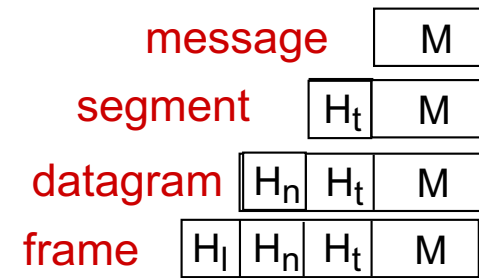 message M
segment Hₜ M
datagram Hₙ Hₜ M
frame Hₗ Hₙ Hₜ M